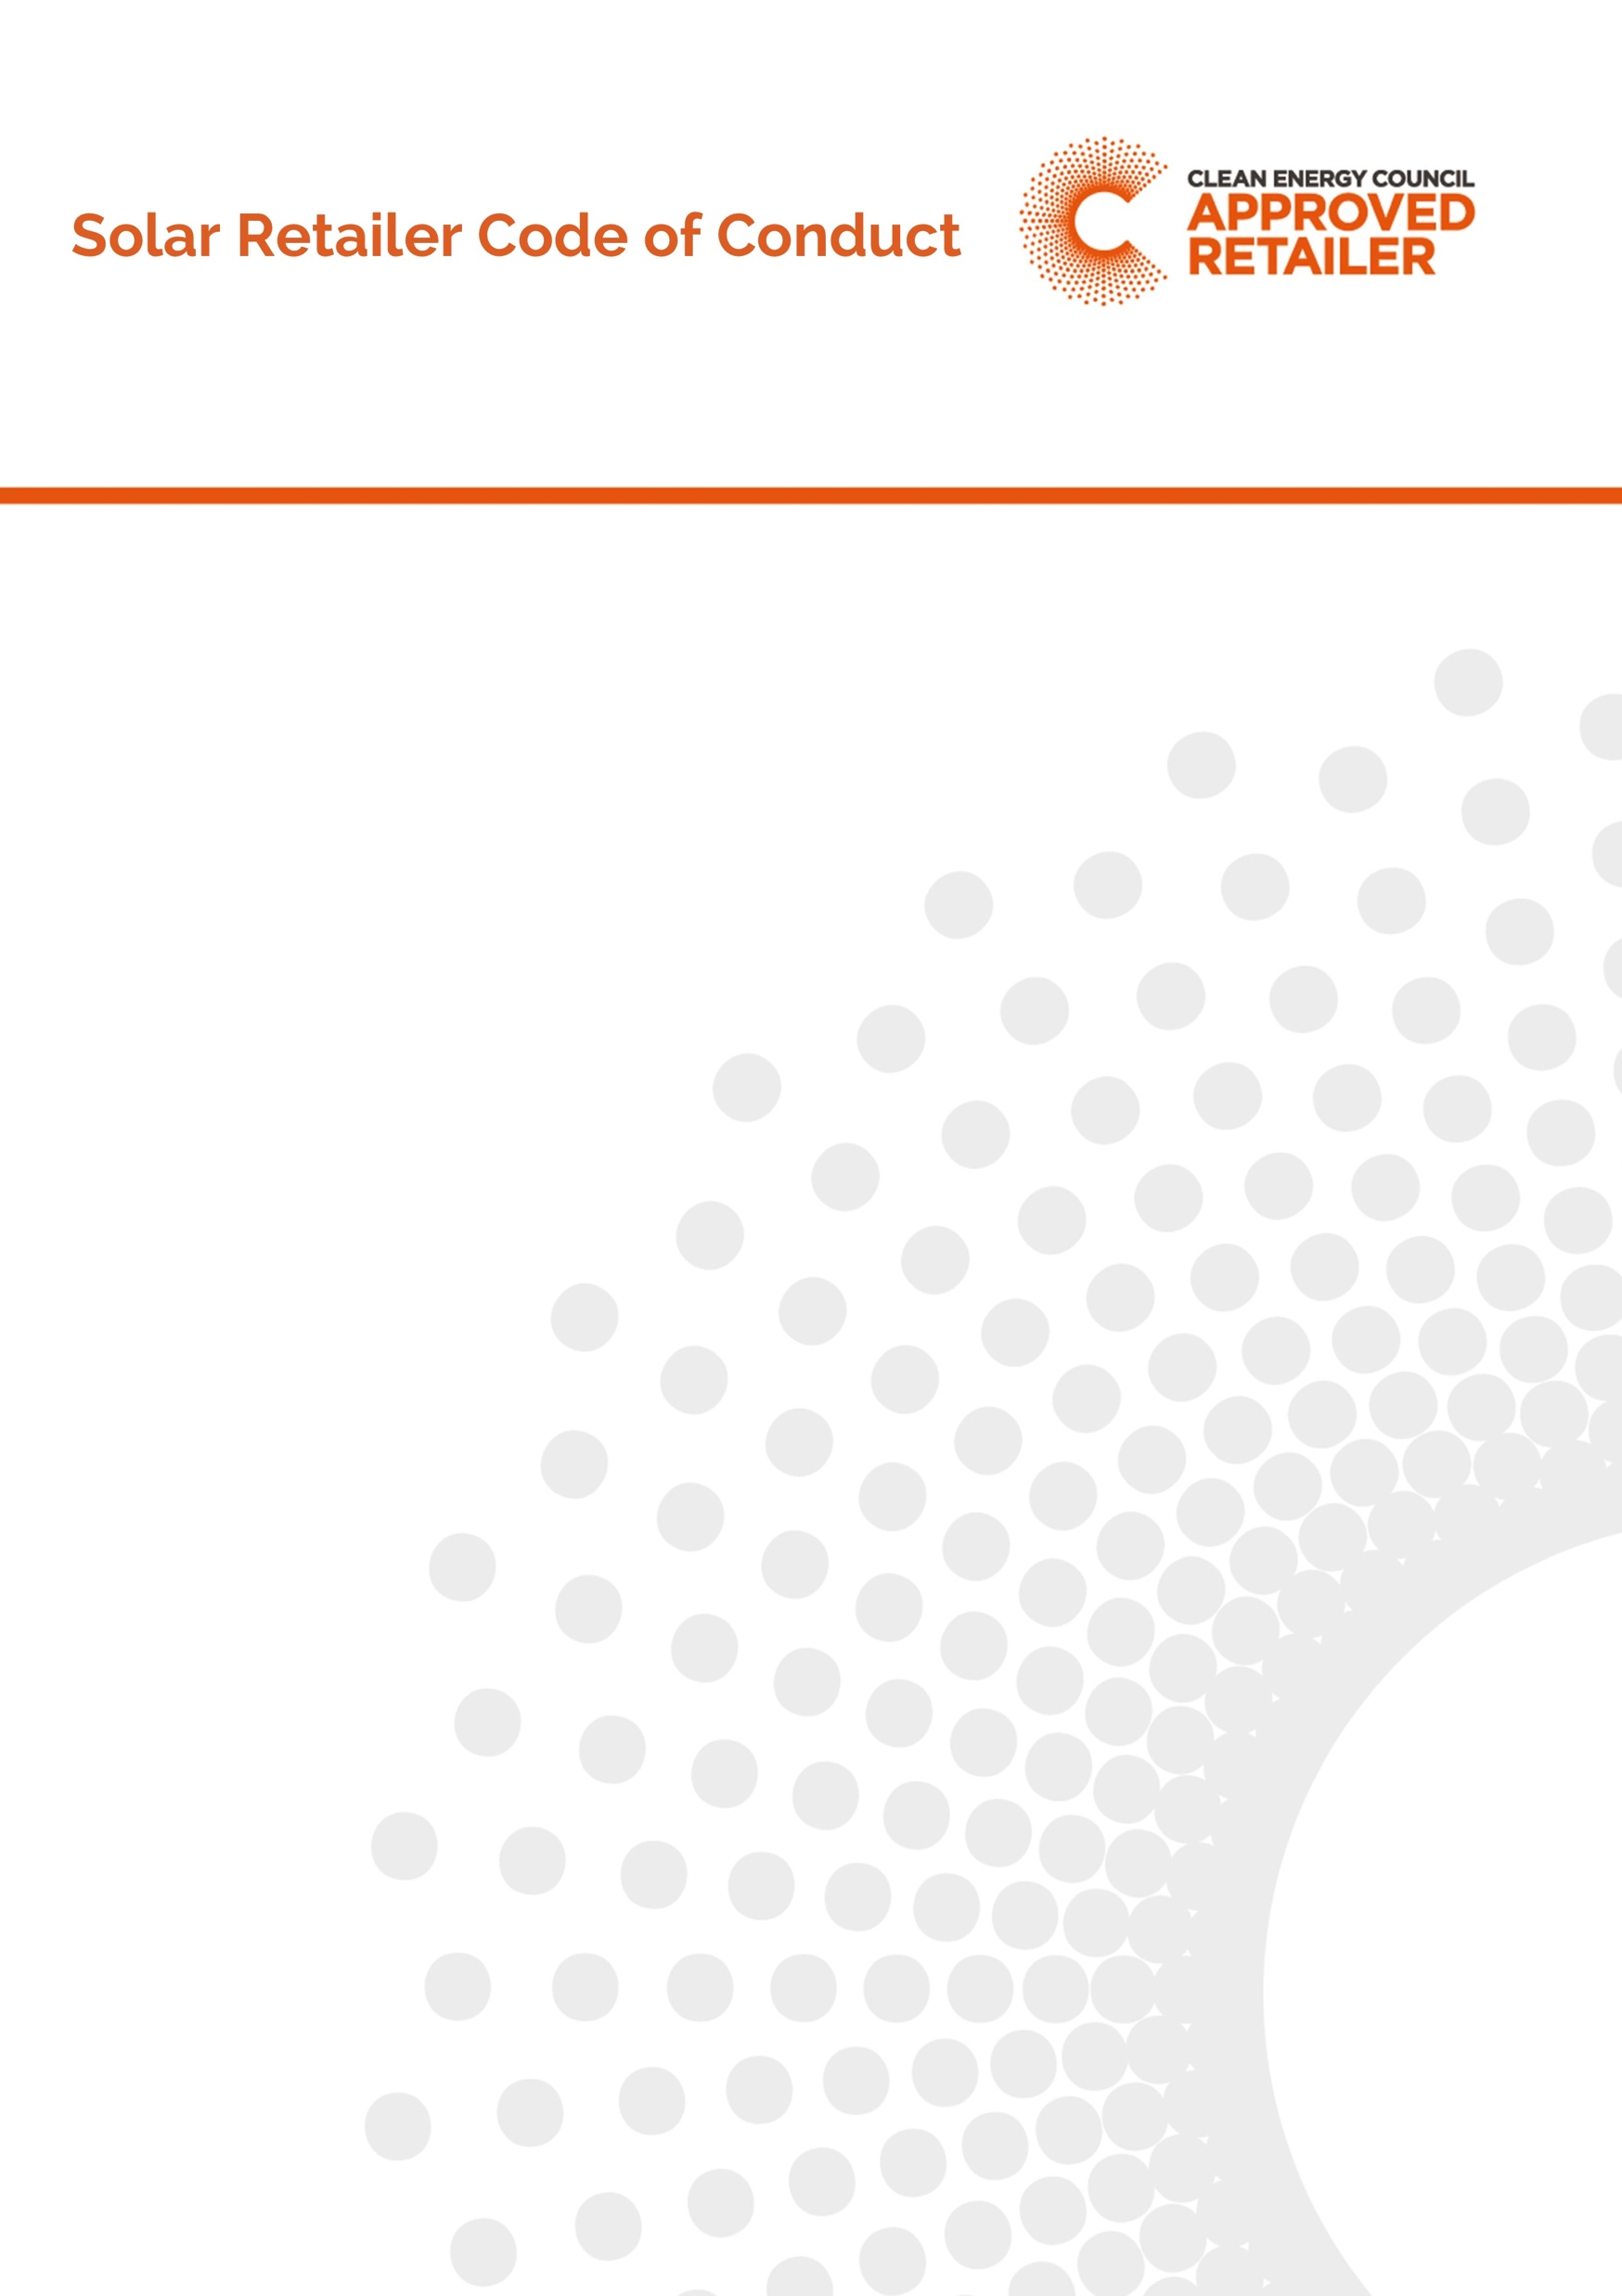 Solar Retailer Code of Conduct
CLEAN ENERGY COUNCIL
APPROVED
RETAILER